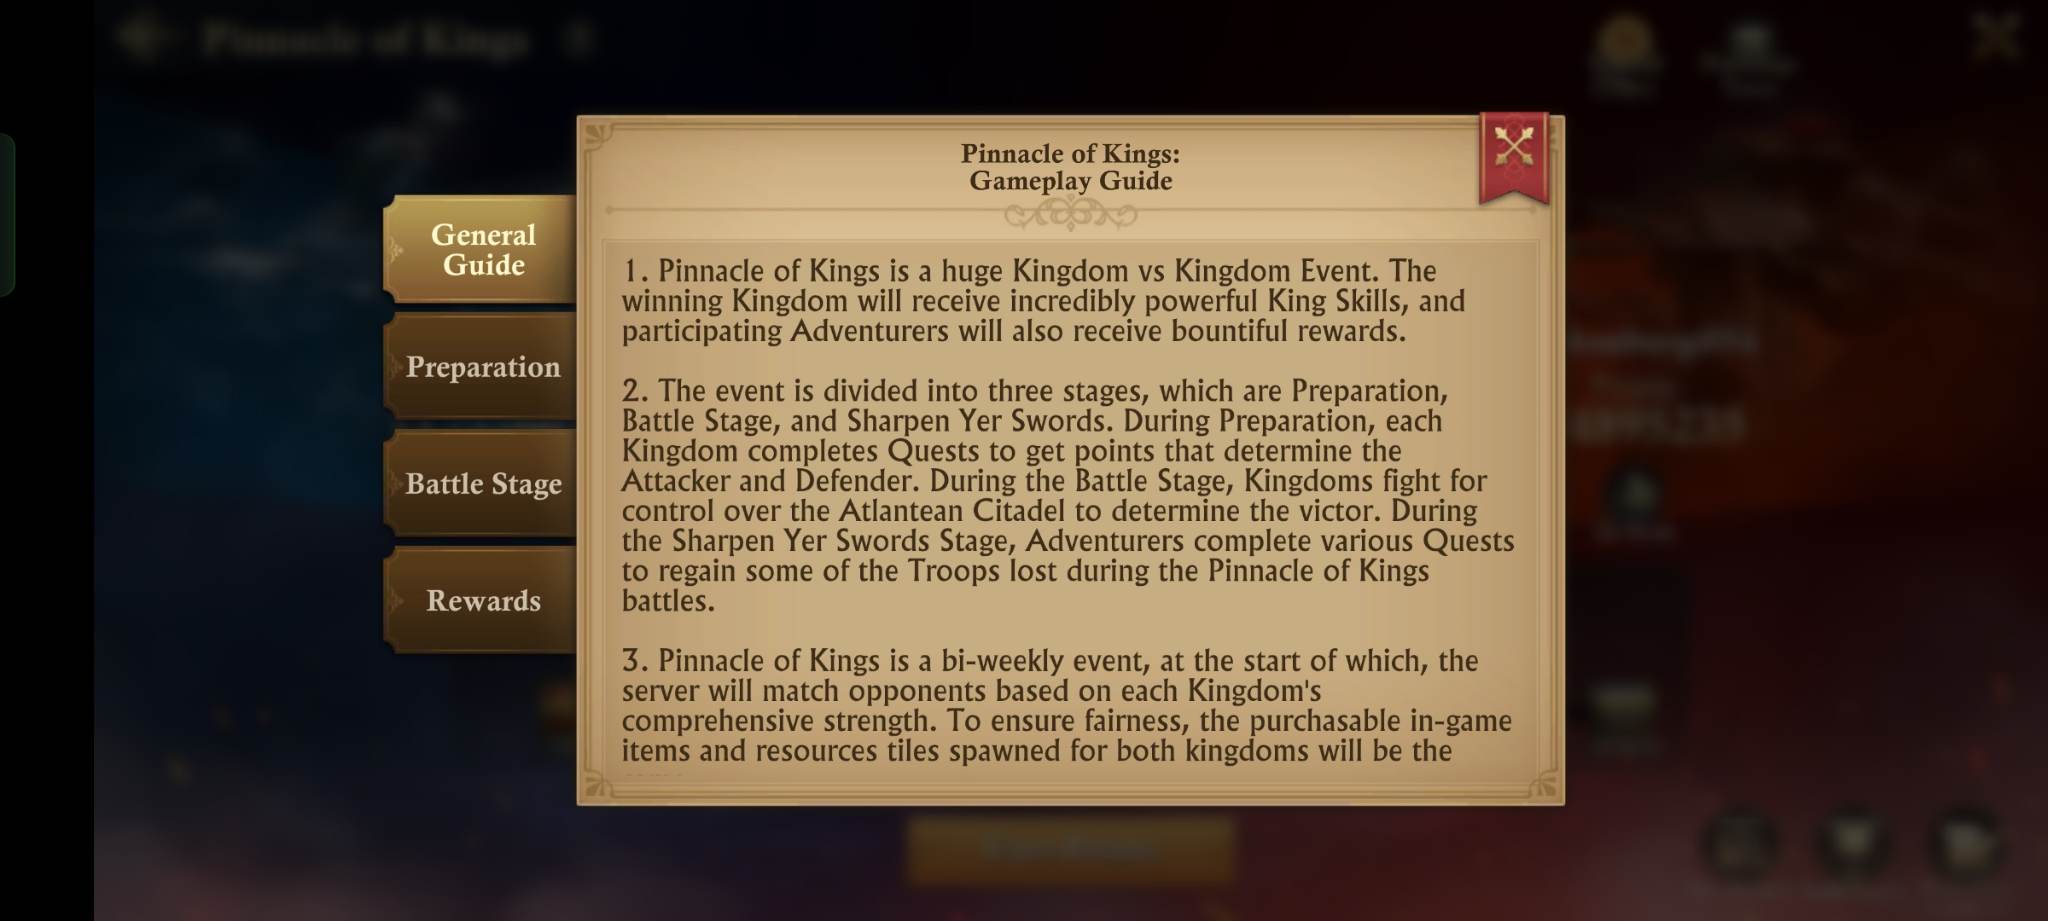 Pinnacle of Kings
Pinnacle of Kings:
Gameplay Guide
General
Guide
Preparation
Battle Stage
Rewards
1. Pinnacle of Kings is a huge Kingdom vs Kingdom Event. The
winning Kingdom will receive incredibly powerful King Skills, and
participating Adventurers will also receive bountiful rewards.
2. The event is divided into three stages, which are Preparation,
Battle Stage, and Sharpen Yer Swords. During Preparation, each
Kingdom completes Quests to get points that determine the
Attacker and Defender. During the Battle Stage, Kingdoms fight for
control over the Atlantean Citadel to determine the victor. During
the Sharpen Yer Swords Stage, Adventurers complete various Quests
to regain some of the Troops lost during the Pinnacle of Kings
battles.
3. Pinnacle of Kings is a bi-weekly event, at the start of which, the
server will match opponents based on each Kingdom's
comprehensive strength. To ensure fairness, the purchasable in-game
items and resources tiles spawned for both kingdoms will be the